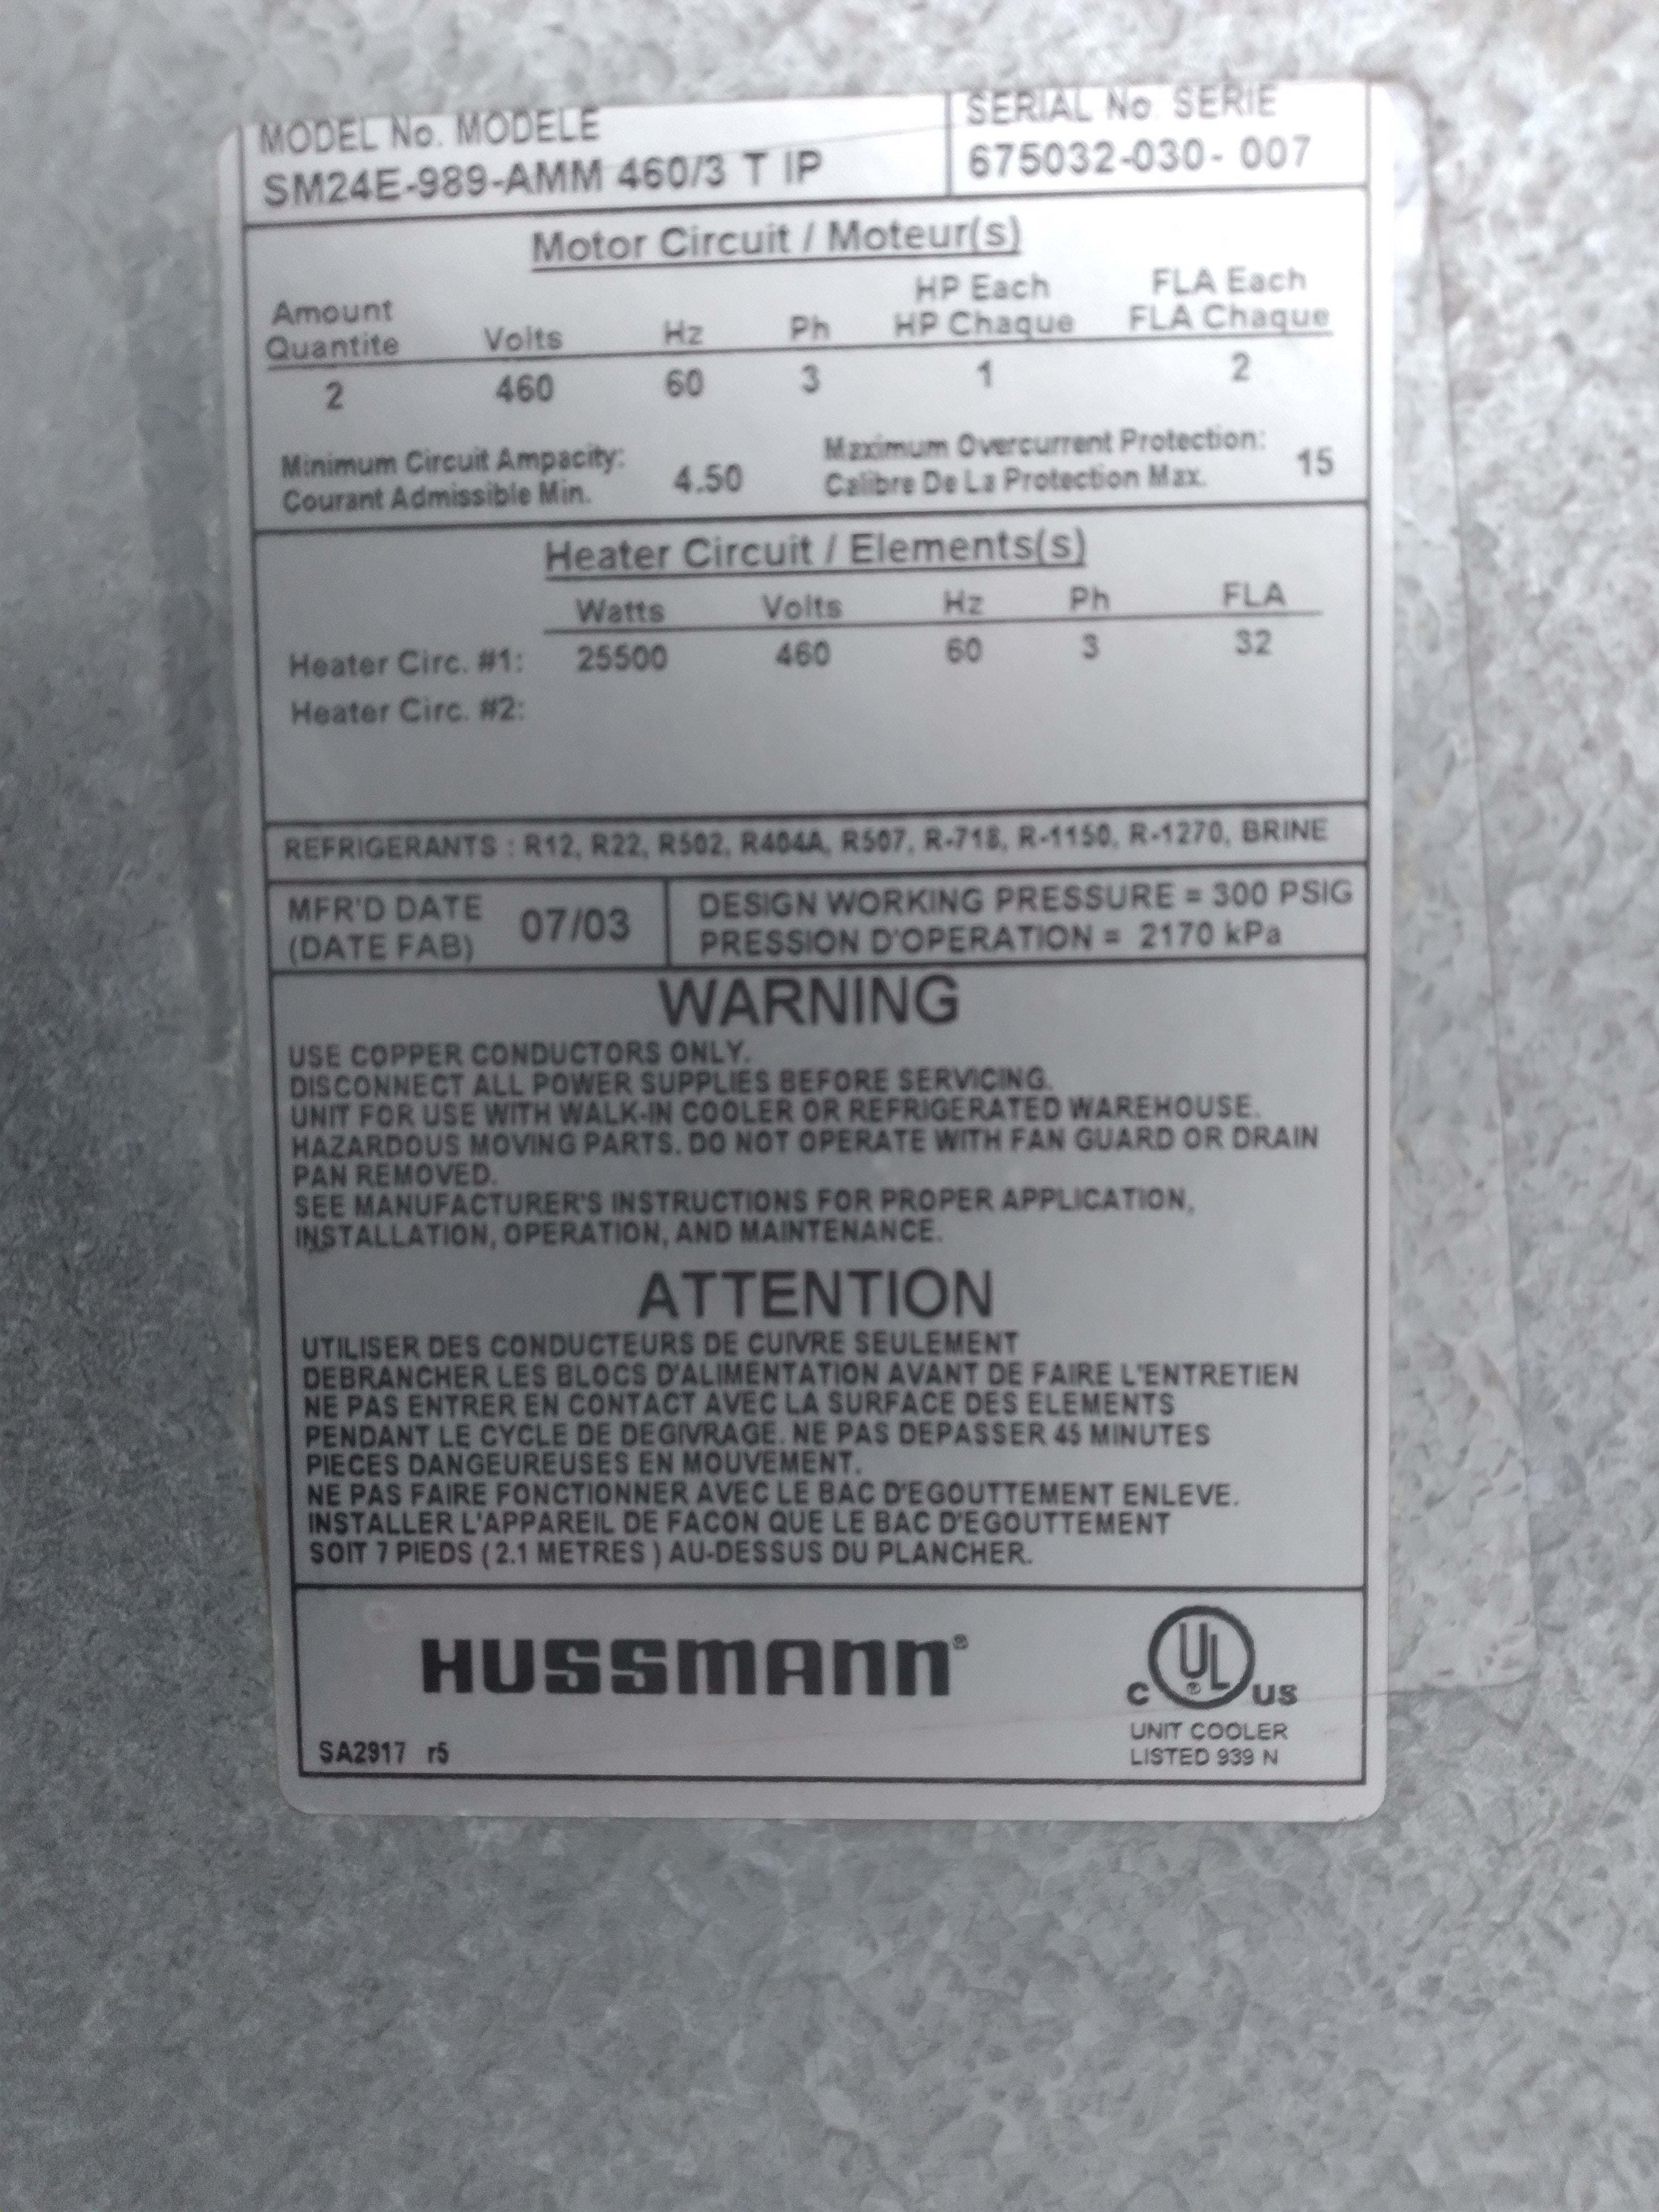 MODEL No. MODELE
SM24E-989-AMM 460/3 T IP
SERIAL No SERIE
675032-030- 007
Motor Circuit / Moteur(s)
Amount Quantite Volts Hz Ph HP Each HP Chaque FLA Each FLA Chaque
2 460 60 3 1 2
Minimum Circuit Ampacity:
Courant Admissible Min.
4.50
Maximum Overcurrent Protection:
Calibre De La Protection Max.
15
Heater Circuit / Elements(s)
Watts Volts Hz Ph FLA
Heater Circ. #1: 25500 460 60 3 32
Heater Circ. #2:
REFRIGERANTS : R12, R22, R502, R404A, R507, R-718, R-1150, R-1270, BRINE
MFR'D DATE
(DATE FAB)
07/03
DESIGN WORKING PRESSURE = 300 PSIG
PRESSION D'OPERATION = 2170 kPa
WARNING
USE COPPER CONDUCTORS ONLY.
DISCONNECT ALL POWER SUPPLIES BEFORE SERVICING.
UNIT FOR USE WITH WALK-IN COOLER OR REFRIGERATED WAREHOUSE.
HAZARDOUS MOVING PARTS. DO NOT OPERATE WITH FAN GUARD OR DRAIN
PAN REMOVED.
SEE MANUFACTURER'S INSTRUCTIONS FOR PROPER APPLICATION,
INSTALLATION, OPERATION, AND MAINTENANCE.
ATTENTION
UTILISER DES CONDUCTEURS DE CUIVRE SEULEMENT
DEBRANCHER LES BLOCS D'ALIMENTATION AVANT DE FAIRE L'ENTRETIEN
NE PAS ENTRER EN CONTACT AVEC LA SURFACE DES ELEMENTS
PENDANT LE CYCLE DE DEGIVRAGE. NE PAS DEPASSER 45 MINUTES
PIECES DANGEUREUSES EN MOUVEMENT.
NE PAS FAIRE FONCTIONNER AVEC LE BAC D'EGOUTTEMENT ENLEVE.
INSTALLER L'APPAREIL DE FACON QUE LE BAC D'EGOUTTEMENT
SOIT 7 PIEDS ( 2.1 METRES ) AU-DESSUS DU PLANCHER.
HUSSMANN®
C UL® US
UNIT COOLER
LISTED 939 N
SA2917 r5